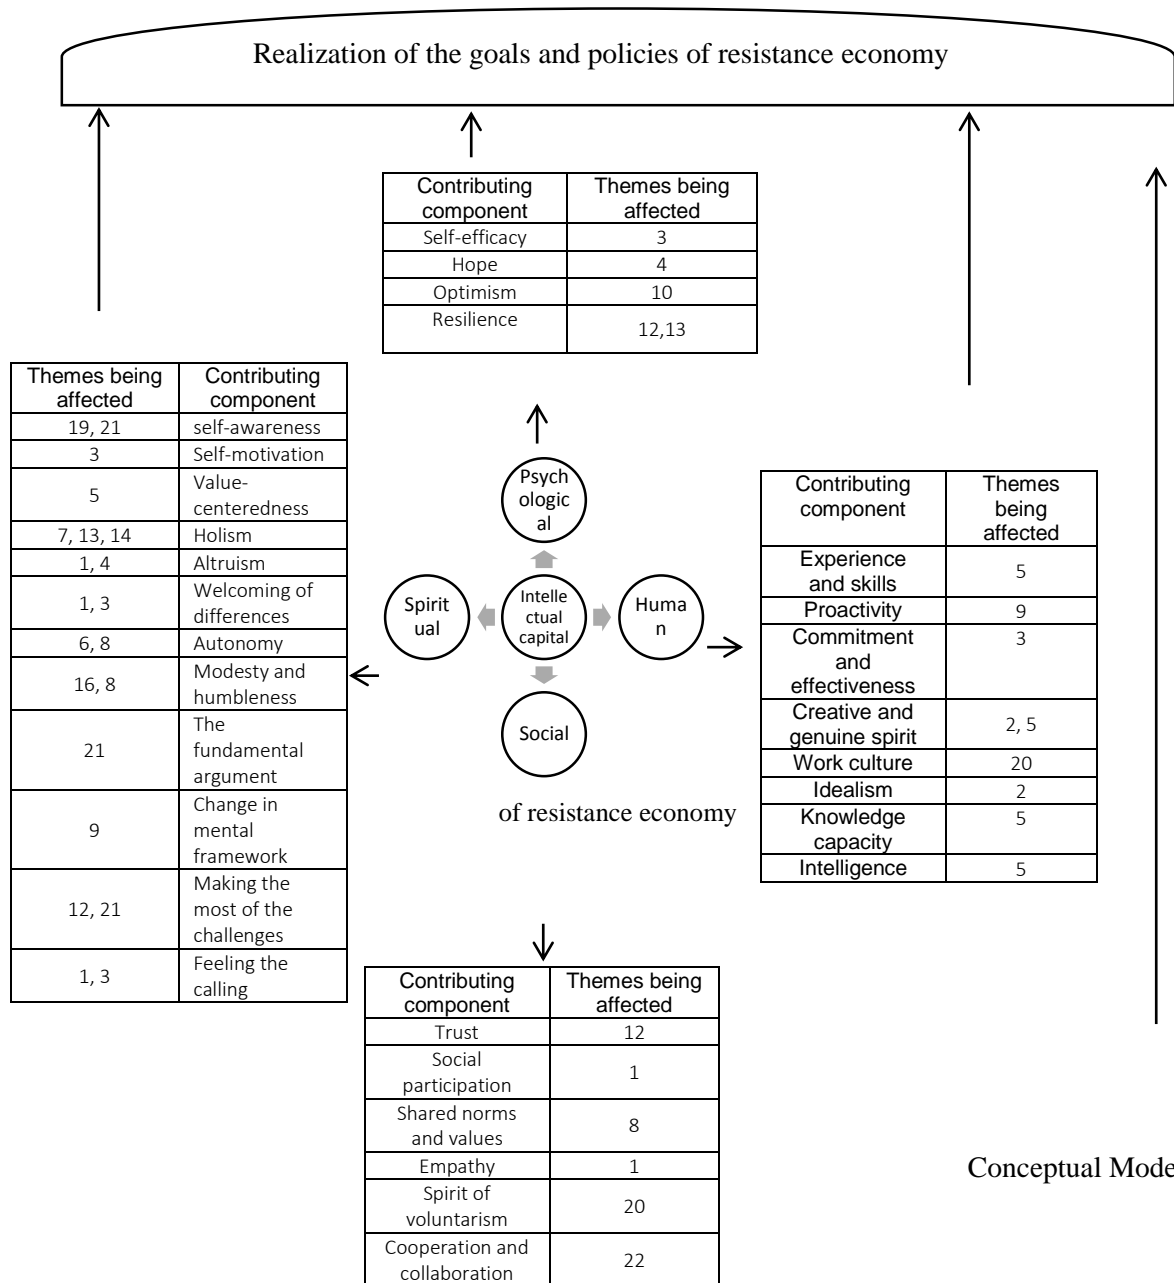 Realization of the goals and policies of resistance economy
Contributing
component
Themes being
affected
Self-efficacy
3
Hope
4
Optimism
10
Resilience
12,13
Themes being
affected
Contributing
component
19, 21
self-awareness
3
Self-motivation
5
Value-
centeredness
7, 13, 14
Holism
1, 4
Altruism
1, 3
Welcoming of
differences
6, 8
Autonomy
16, 8
Modesty and
humbleness
21
The
fundamental
argument
9
Change in
mental
framework
12, 21
Making the
most of the
challenges
1, 3
Feeling the
calling
Psych
ologic
al
Spirit
ual
Intelle
ctual
capital
Huma
n
Social
of resistance economy
Contributing
component
Themes
being
affected
Experience
and skills
5
Proactivity
9
Commitment
and
effectiveness
3
Creative and
genuine spirit
2, 5
Work culture
20
Idealism
2
Knowledge
capacity
5
Intelligence
5
Contributing
component
Themes being
affected
Trust
12
Social
participation
1
Shared norms
and values
8
Empathy
1
Spirit of
voluntarism
20
Cooperation and
collaboration
22
Conceptual Mode